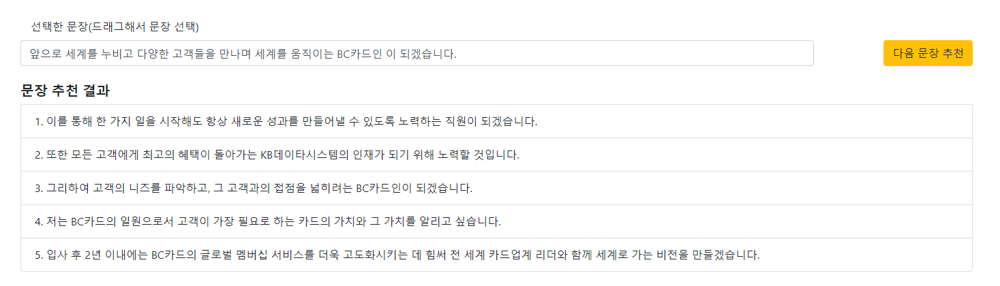 선택한 문장(드래그해서 문장 선택)
앞으로 세계를 누비고 다양한 고객들을 만나며 세계를 움직이는 BC카드인 이 되겠습니다.
다음 문장 추천
문장 추천 결과
1. 이를 통해 한 가지 일을 시작해도 항상 새로운 성과를 만들어낼 수 있도록 노력하는 직원이 되겠습니다.
2. 또한 모든 고객에게 최고의 혜택이 돌아가는 KB데이타시스템의 인재가 되기 위해 노력할 것입니다.
3. 그리하여 고객의 니즈를 파악하고, 그 고객과의 접점을 넓히려는 BC카드인이 되겠습니다.
4. 저는 BC카드의 일원으로서 고객이 가장 필요로 하는 카드의 가치와 그 가치를 알리고 싶습니다.
5. 입사 후 2년 이내에는 BC카드의 글로벌 멤버십 서비스를 더욱 고도화시키는 데 힘써 전 세계 카드업계 리더와 함께 세계로 가는 비전을 만들겠습니다.